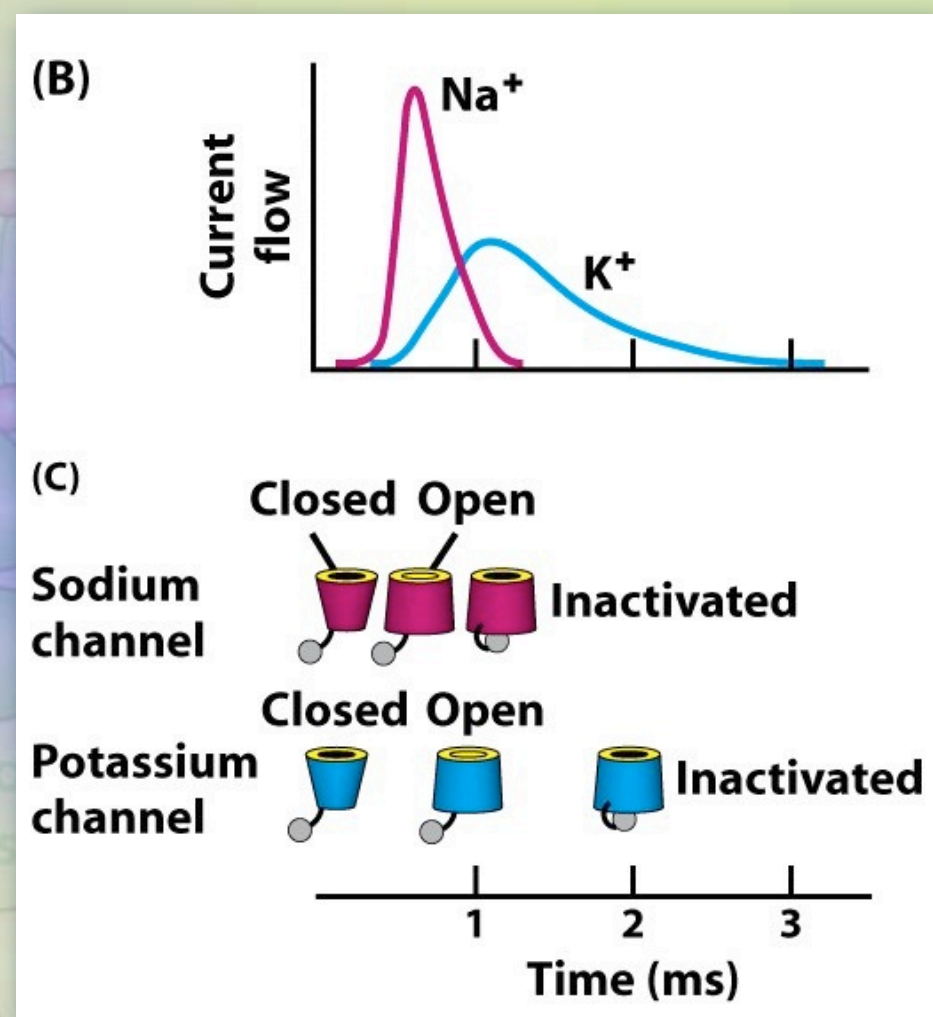 (B)
Na⁺
Current
flow
K⁺
(C)
Closed Open
Sodium
channel
Inactivated
Closed Open
Potassium
channel
Inactivated
1 2 3
Time (ms)